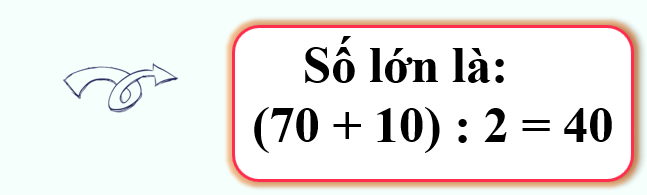 Số lớn là:
(70 + 10) : 2 = 40